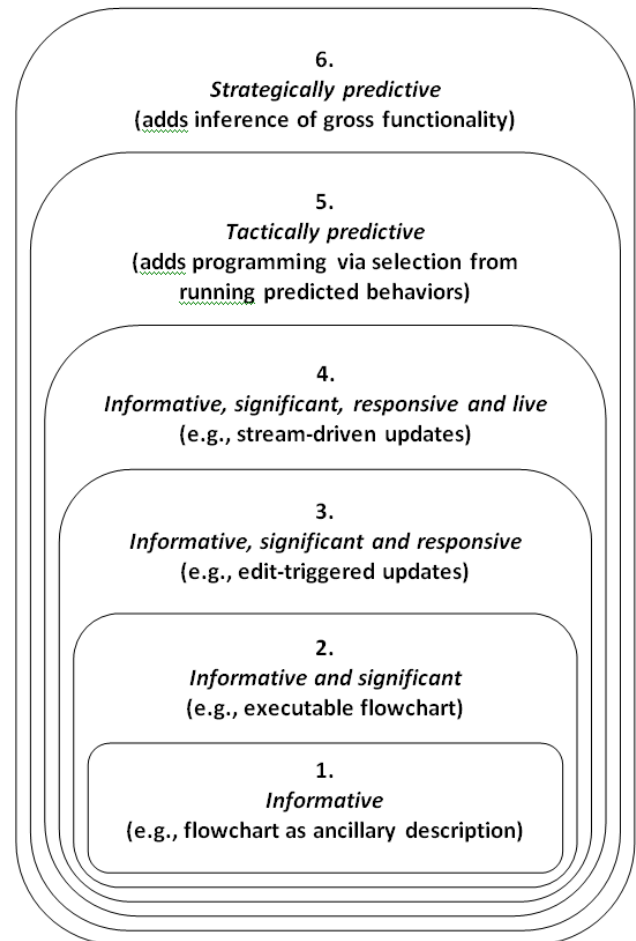 6.
Strategically predictive
(adds inference of gross functionality)
5.
Tactically predictive
(adds programming via selection from
running predicted behaviors)
4.
Informative, significant, responsive and live
(e.g., stream-driven updates)
3.
Informative, significant and responsive
(e.g., edit-triggered updates)
2.
Informative and significant
(e.g., executable flowchart)
1.
Informative
(e.g., flowchart as ancillary description)